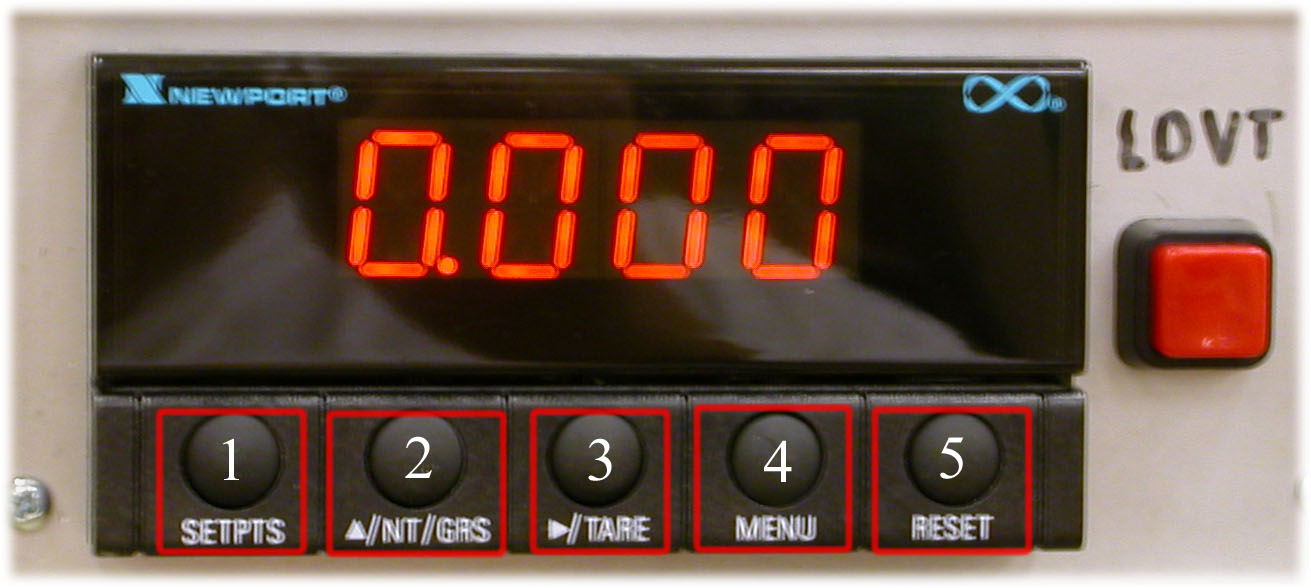 NEWPORT®
®
0.000
LDVT
1 2 3 4 5
SETPTS ▲/NT/GRS ▶/TARE MENU RESET